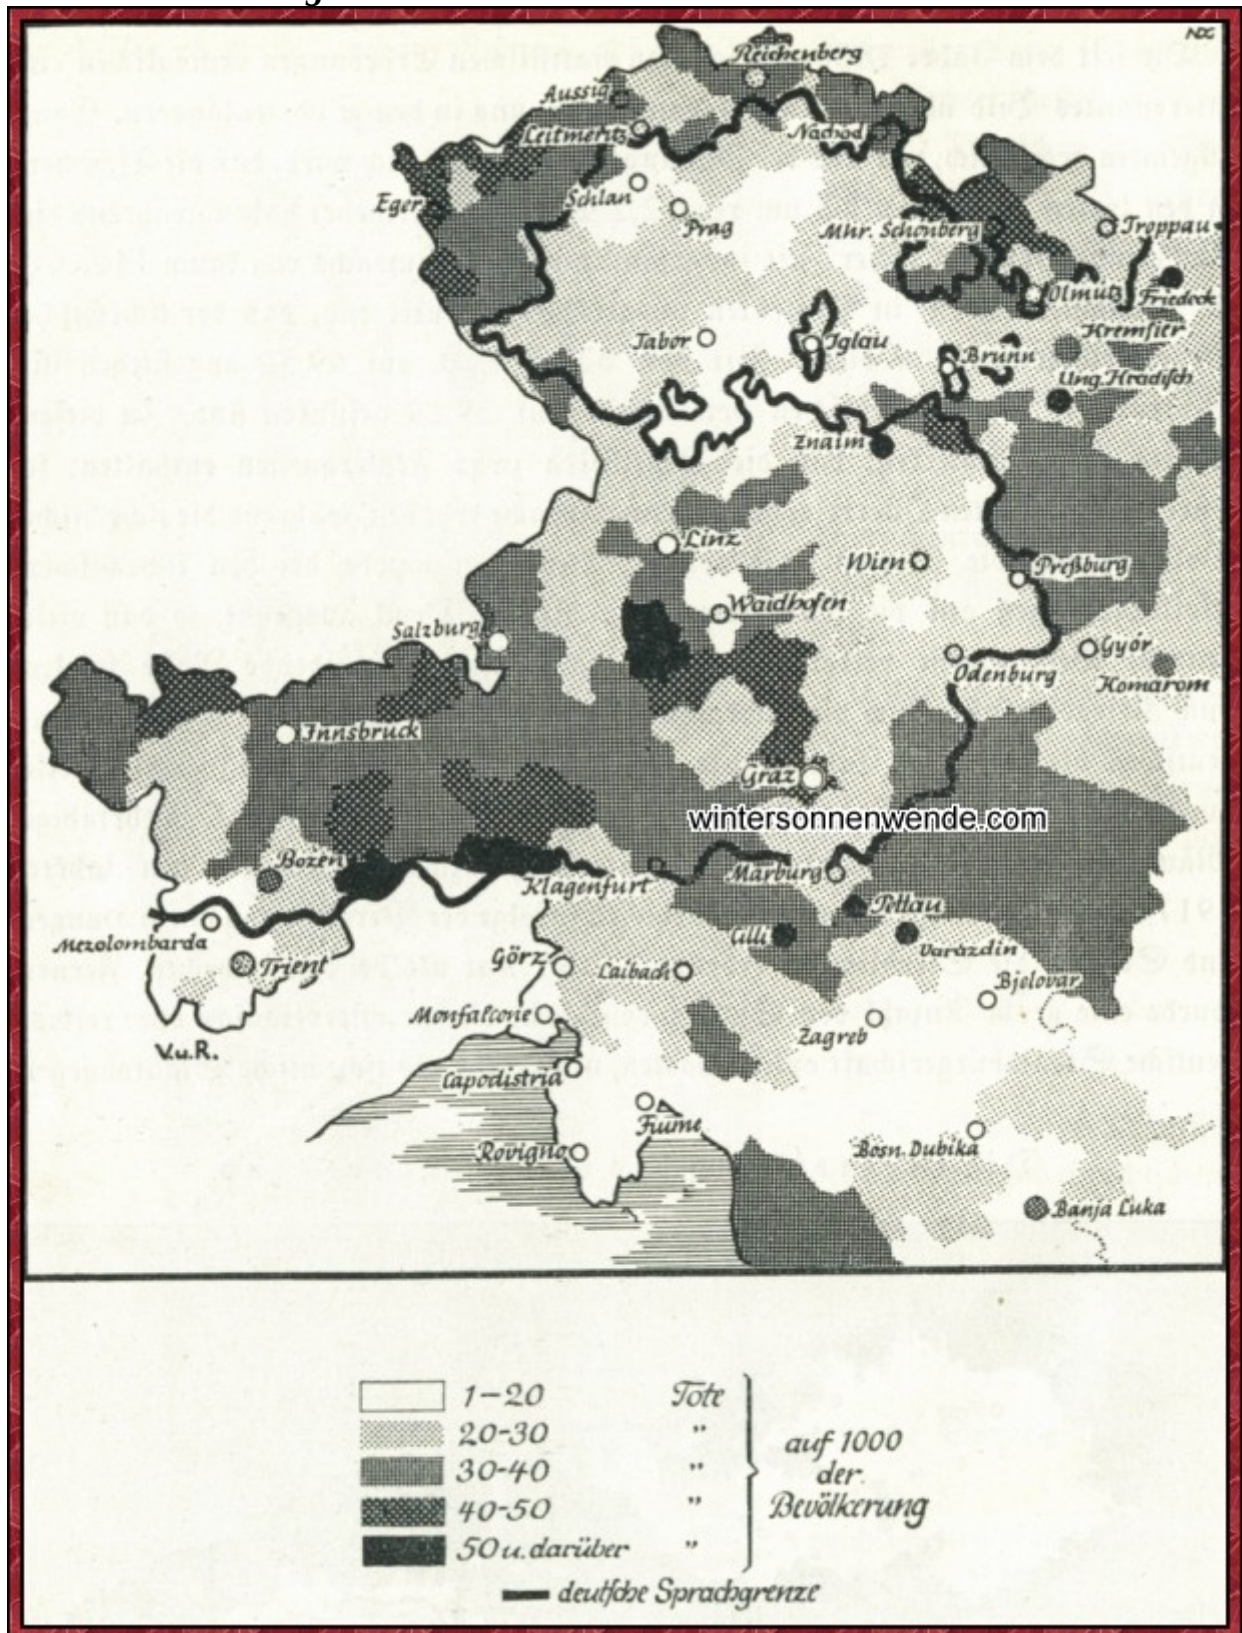 NDG
Reichenberg
Aussig
Leitmeritz
Nachod
Eger
Schlan
Prag
Mhr. Schönberg
Troppau
Olmütz
Friedeck
Kremsier
Tabor
Iglau
Brünn
Ung. Hradisch
Znaim
Linz
Wien
Preßburg
Waidhofen
Salzburg
Györ
Odenburg
Komarom
Innsbruck
Graz
wintersonnenwende.com
Bozen
Klagenfurt
Marburg
Pettau
Mezolombarda
Cilli
Varazdin
Trient
Görz
Laibach
Bjelovar
Monfalcone
Zagreb
V.u.R.
Capodistria
Fiume
Rovigno
Bosn. Dubika
Banja Luka
1-20 Tote
20-30 "
30-40 "
40-50 "
50 u. darüber "
auf 1000
der
Bevölkerung
deutsche Sprachgrenze